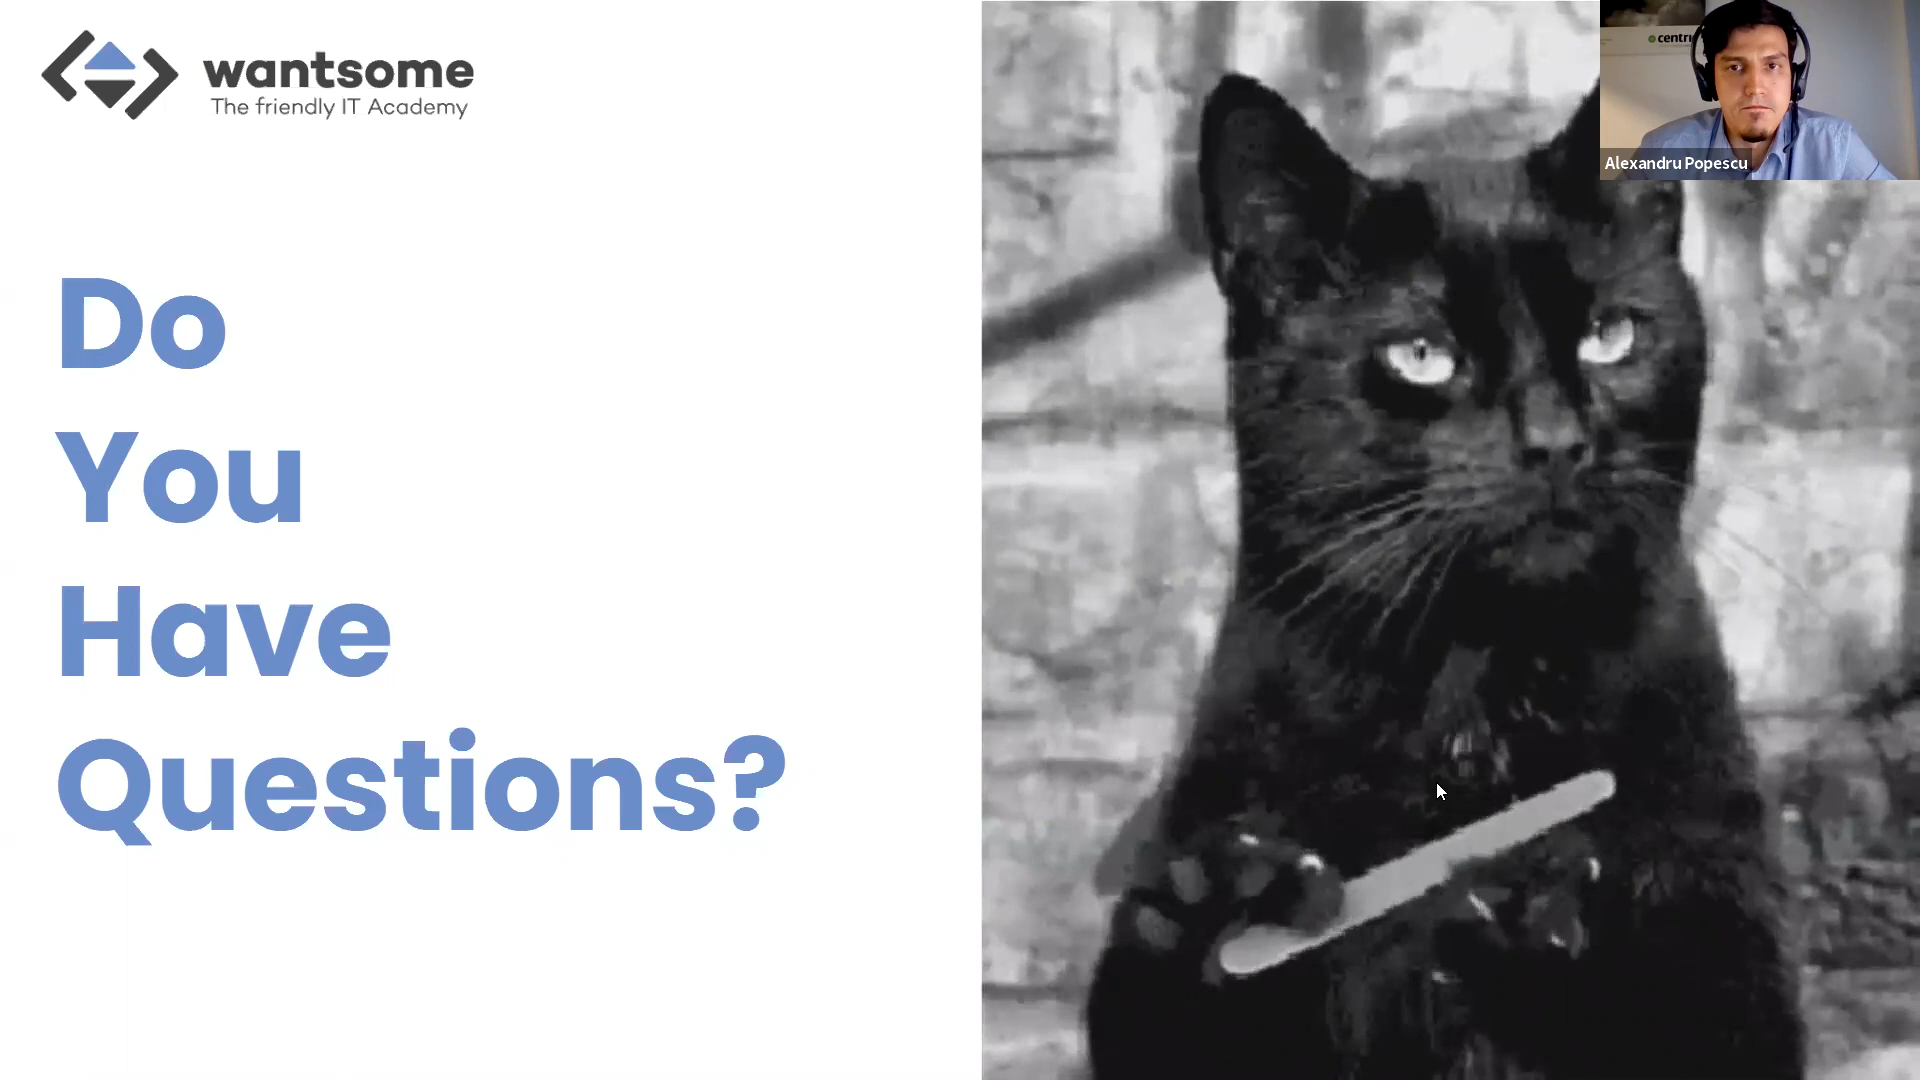 wantsome
The friendly IT Academy
Do
You
Have
Questions?
Alexandru Popescu